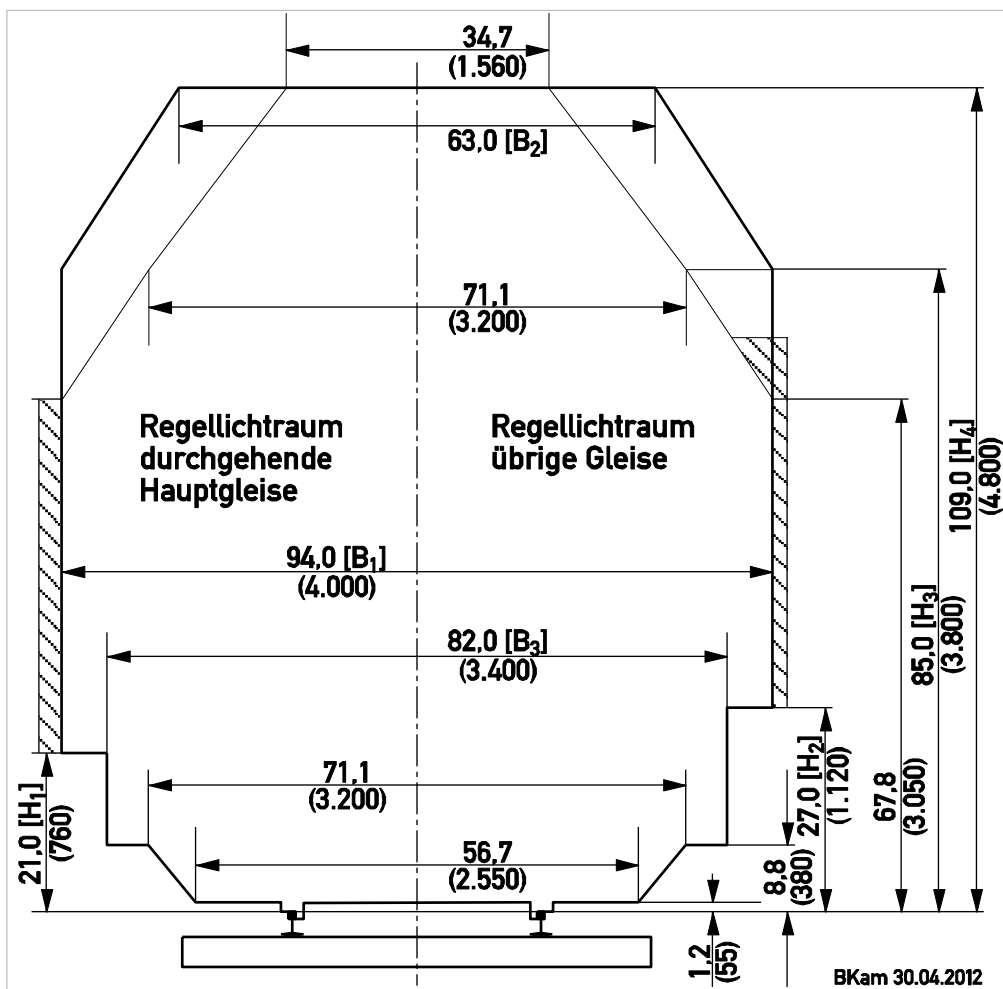 34,7
(1.560)
63,0 [B₂]
71,1
(3.200)
Regellichtraum
durchgehende
Hauptgleise
Regellichtraum
übrige Gleise
94,0 [B₁]
(4.000)
82,0 [B₃]
(3.400)
71,1
(3.200)
56,7
(2.550)
21,0 [H₁]
(760)
1,2
(55)
8,8
(380)
27,0 [H₂]
(1.120)
67,8
(3.050)
85,0 [H₃]
(3.800)
109,0 [H₄]
(4.800)
BKam 30.04.2012